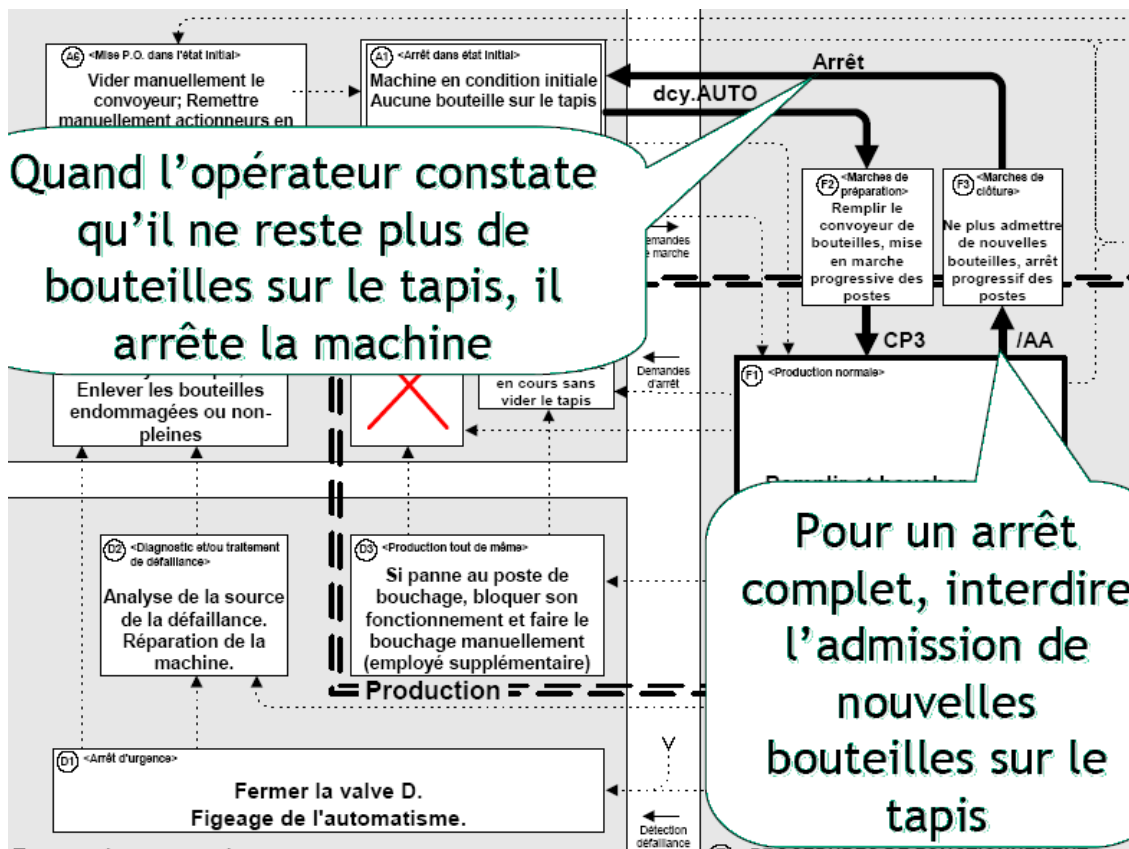 A6 <Mise P.O. dans l'état initial>
Vider manuellement le
convoyeur; Remettre
manuellement actionneurs en
A1 <Arrêt dans état initial>
Machine en condition initiale
Aucune bouteille sur le tapis
Arrêt
dcy.AUTO
Quand l'opérateur constate
qu'il ne reste plus de
bouteilles sur le tapis, il
arrête la machine
F2 <Marches de
préparation>
Remplir le
convoyeur de
bouteilles, mise
en marche
progressive des
postes
F3 <Marches de
clôture>
Ne plus admettre
de nouvelles
bouteilles, arrêt
progressif des
postes
CP3
/AA
Demandes
d'arrêt
F1 <Production normale>
Enlever les bouteilles
endommagées ou non-
pleines
en cours sans
vider le tapis
Pour un arrêt
complet, interdire
l'admission de
nouvelles
bouteilles sur le
tapis
D2 <Diagnostic et/ou traitement
de défaillance>
Analyse de la source
de la défaillance.
Réparation de la
machine.
D3 <Production tout de même>
Si panne au poste de
bouchage, bloquer son
fonctionnement et faire le
bouchage manuellement
(employé supplémentaire)
Production
D1 <Arrêt d'urgence>
Fermer la valve D.
Figeage de l'automatisme.
Détection
défaillance